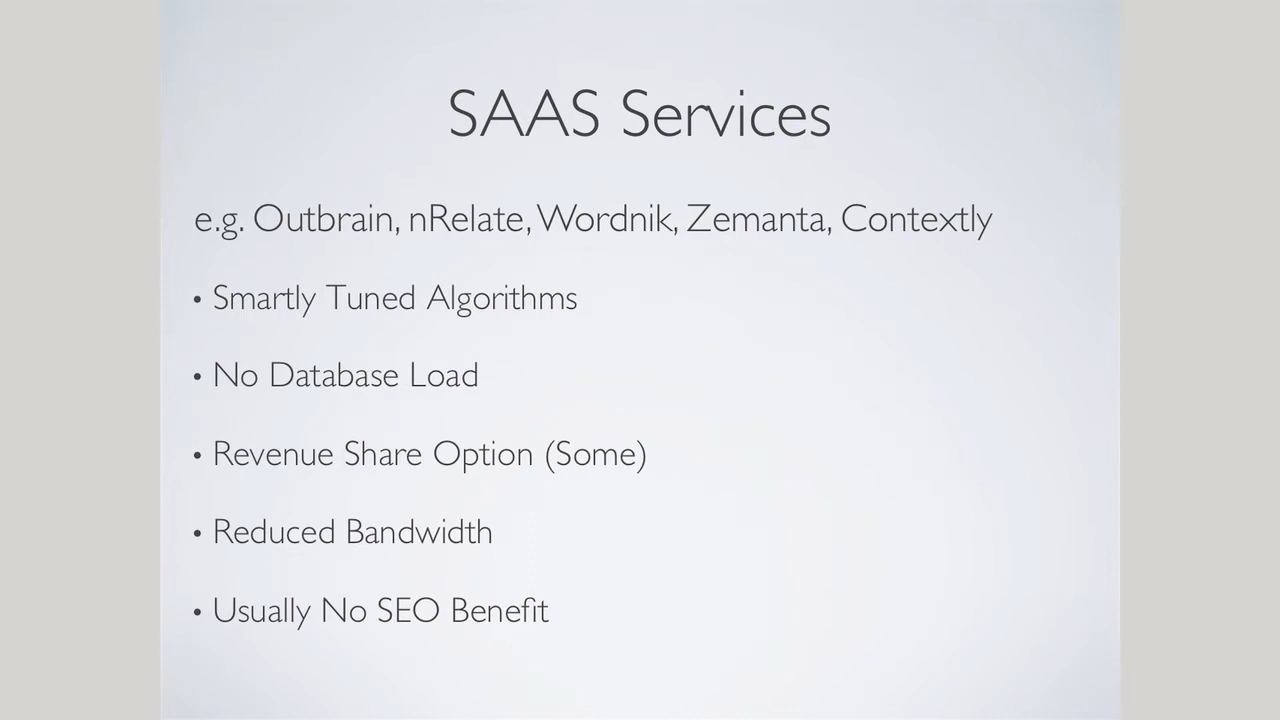 SAAS Services
e.g. Outbrain, nRelate, Wordnik, Zemanta, Contextly
• Smartly Tuned Algorithms
• No Database Load
• Revenue Share Option (Some)
• Reduced Bandwidth
• Usually No SEO Benefit